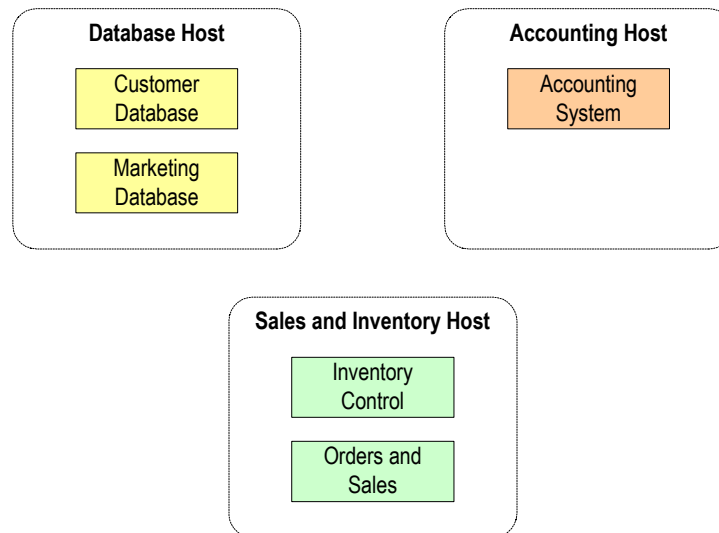 Database Host
Customer
Database
Marketing
Database
Accounting Host
Accounting
System
Sales and Inventory Host
Inventory
Control
Orders and
Sales